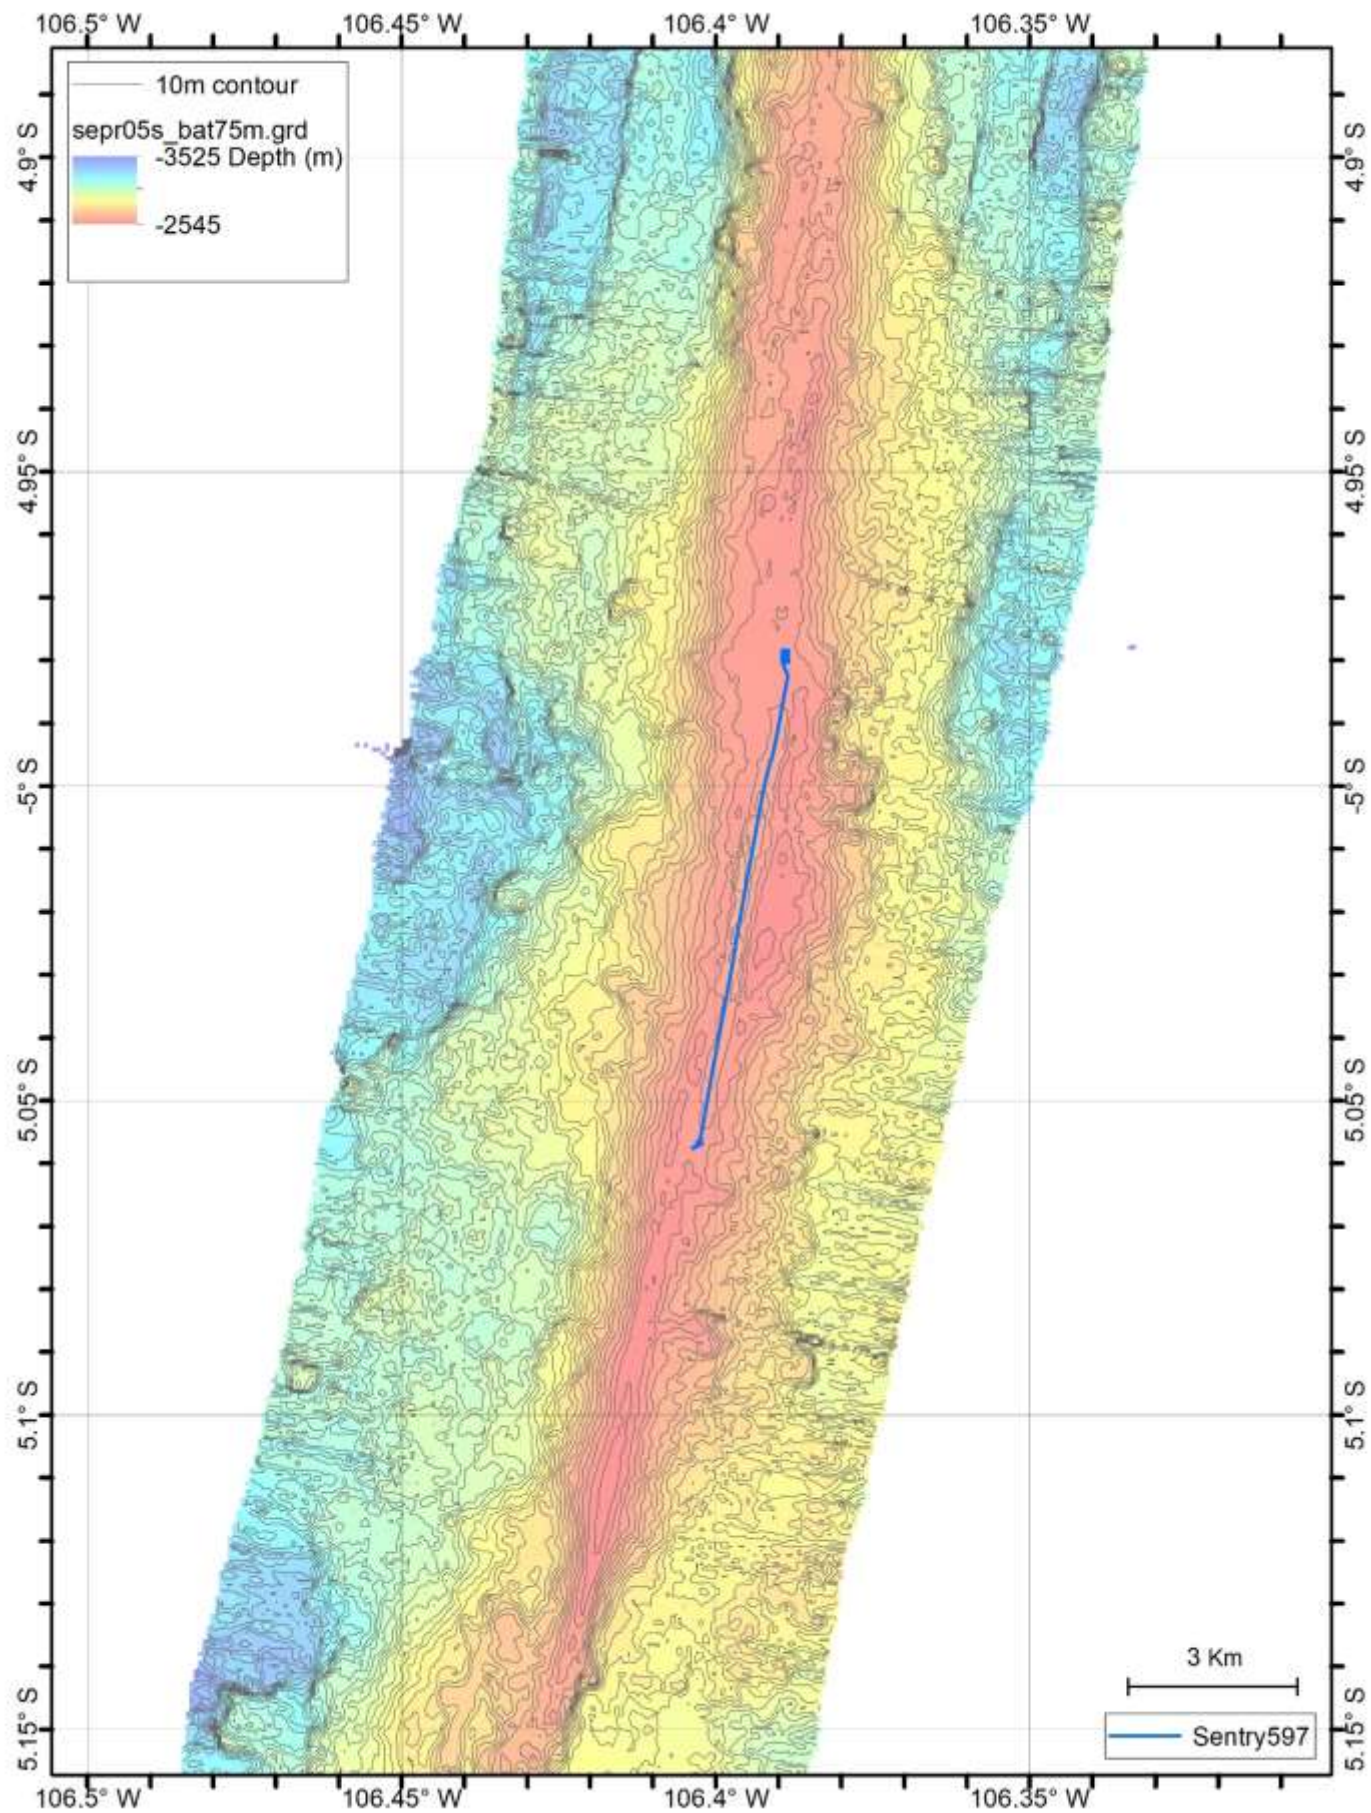 106.5° W 106.45° W 106.4° W 106.35° W
10m contour
sepr05s_bat75m.grd
-3525 Depth (m)
-2545
4.9° S 4.9° S
4.95° S 4.95° S
-5° S -5° S
5.05° S 5.05° S
5.1° S 5.1° S
3 Km
5.15° S 5.15° S
Sentry597
106.5° W 106.45° W 106.4° W 106.35° W